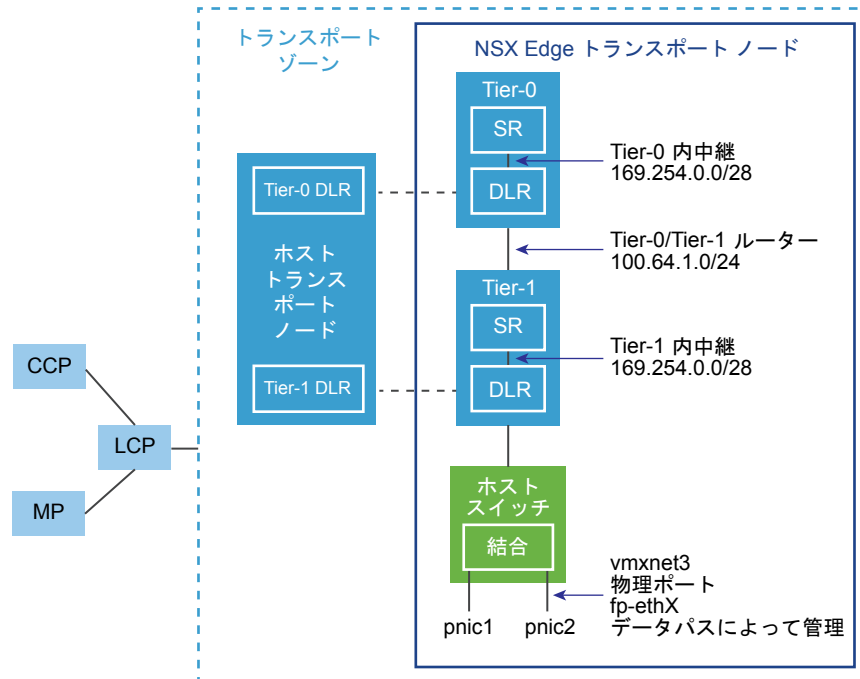 トランスポート
ゾーン
NSX Edge トランスポート ノード
Tier-0
SR
DLR
Tier-0 内中継
169.254.0.0/28
Tier-0 DLR
ホスト
トランス
ポート
ノード
Tier-1 DLR
Tier-0/Tier-1 ルーター
100.64.1.0/24
Tier-1
SR
DLR
Tier-1 内中継
169.254.0.0/28
CCP
LCP
MP
ホスト
スイッチ
結合
pnic1
pnic2
vmxnet3
物理ポート
fp-ethX
データパスによって管理